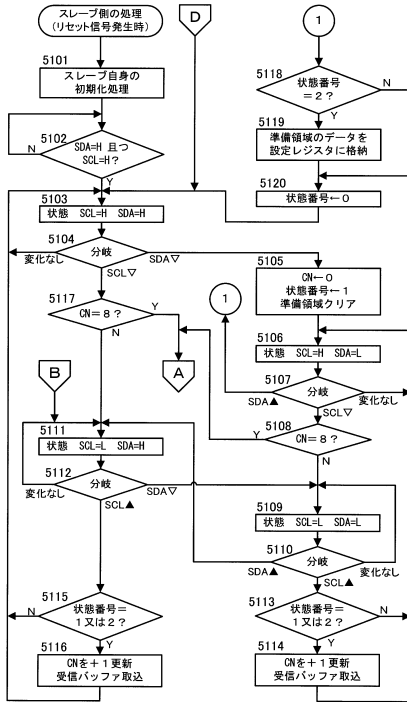 スレーブ側の処理
(リセット信号発生時)
5101
スレーブ自身の
初期化処理
5102
SDA=H 且つ
SCL=H?
N
Y
5103
状態 SCL=H SDA=H
5104
分岐
変化なし
SCL▽
SDA▽
5117
CN=8?
Y
N
A
B
5111
状態 SCL=L SDA=H
5112
分岐
変化なし
SDA▽
SCL▲
5115
状態番号=
1又は2?
N
Y
5116
CNを+1更新
受信バッファ取込
D
1
5118
状態番号
=2?
N
Y
5119
準備領域のデータを
設定レジスタに格納
5120
状態番号←0
5105
CN←0
状態番号←1
準備領域クリア
1
5106
状態 SCL=H SDA=L
5107
分岐
SDA▲
変化なし
SCL▽
5108
CN=8?
Y
N
5109
状態 SCL=L SDA=L
5110
分岐
SDA▲
変化なし
SCL▲
5113
状態番号=
1又は2?
N
Y
5114
CNを+1更新
受信バッファ取込